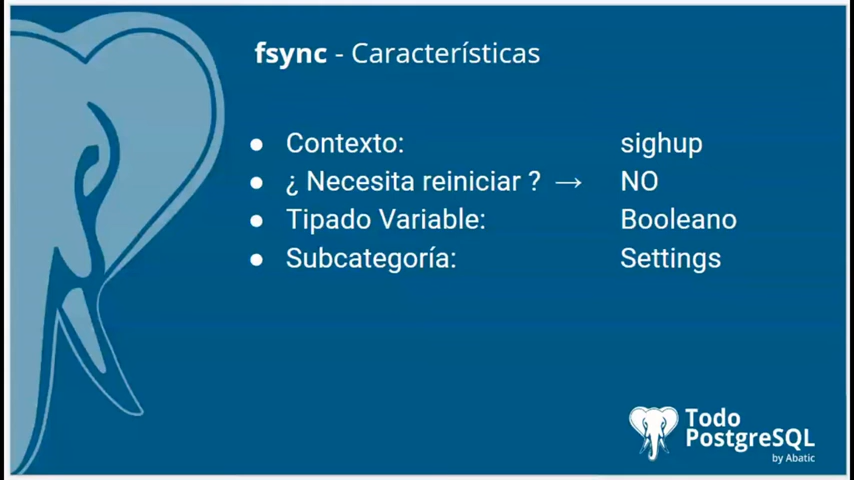 fsync - Características
● Contexto: sighup
● ¿ Necesita reiniciar ? → NO
● Tipado Variable: Booleano
● Subcategoría: Settings
Todo
PostgreSQL
by Abatic